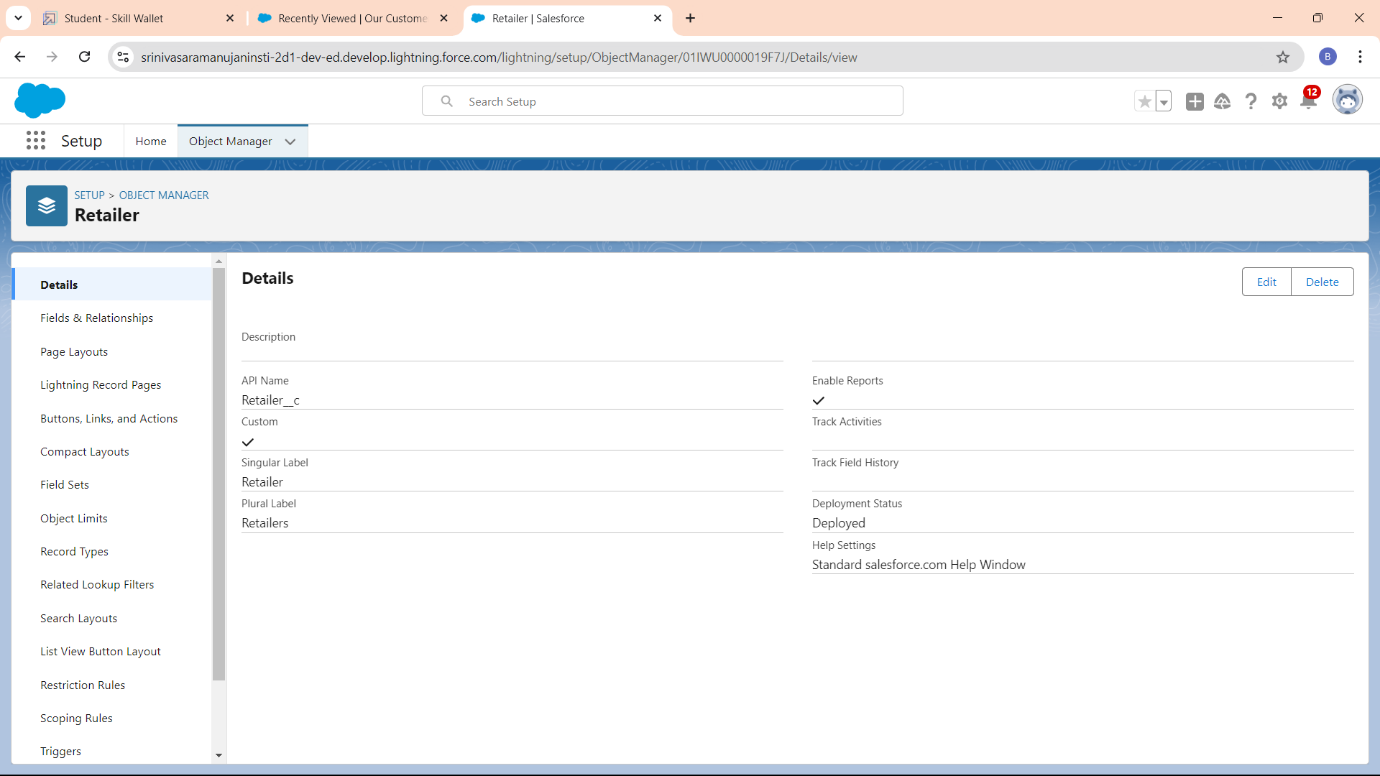 Student - Skill Wallet
Recently Viewed | Our Custome
Retailer | Salesforce
srinivasaramanujaninsti-2d1-dev-ed.develop.lightning.force.com/lightning/setup/ObjectManager/01IWU0000019F7J/Details/view
B
Search Setup
12
Setup
Home
Object Manager
SETUP > OBJECT MANAGER
Retailer
Details
Fields & Relationships
Page Layouts
Lightning Record Pages
Buttons, Links, and Actions
Compact Layouts
Field Sets
Object Limits
Record Types
Related Lookup Filters
Search Layouts
List View Button Layout
Restriction Rules
Scoping Rules
Triggers
Details
Edit
Delete
Description
API Name
Retailer__c
Custom
Singular Label
Retailer
Plural Label
Retailers
Enable Reports
Track Activities
Track Field History
Deployment Status
Deployed
Help Settings
Standard salesforce.com Help Window